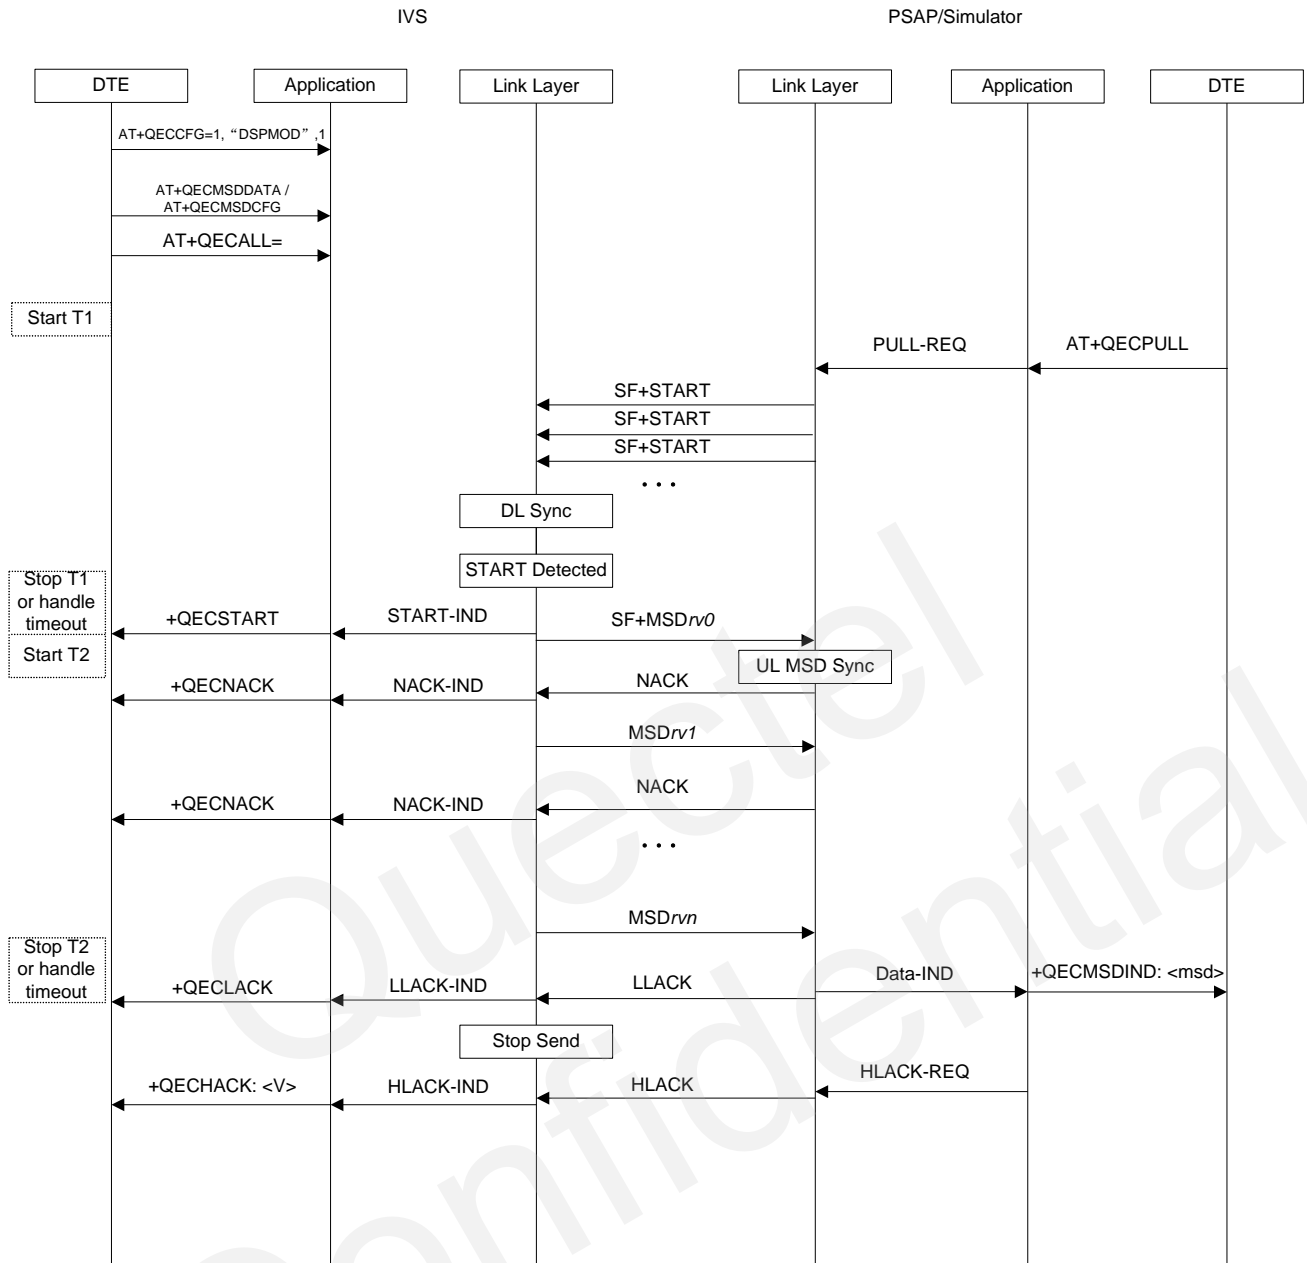 IVS
PSAP/Simulator
DTE
Application
Link Layer
Link Layer
Application
DTE
AT+QECCFG=1, “DSPMOD” ,1
AT+QECMSDDATA /
AT+QECMSDCFG
AT+QECALL=
Start T1
PULL-REQ
AT+QECPULL
SF+START
SF+START
SF+START
...
DL Sync
START Detected
Stop T1
or handle
timeout
+QECSTART
START-IND
SF+MSDrv0
Start T2
UL MSD Sync
+QECNACK
NACK-IND
NACK
MSDrv1
+QECNACK
NACK-IND
NACK
...
MSDrvn
Stop T2
or handle
timeout
+QECLACK
LLACK-IND
LLACK
Data-IND
+QECMSDIND: <msd>
Stop Send
+QECHACK: <V>
HLACK-IND
HLACK
HLACK-REQ
Quectel
Confidential